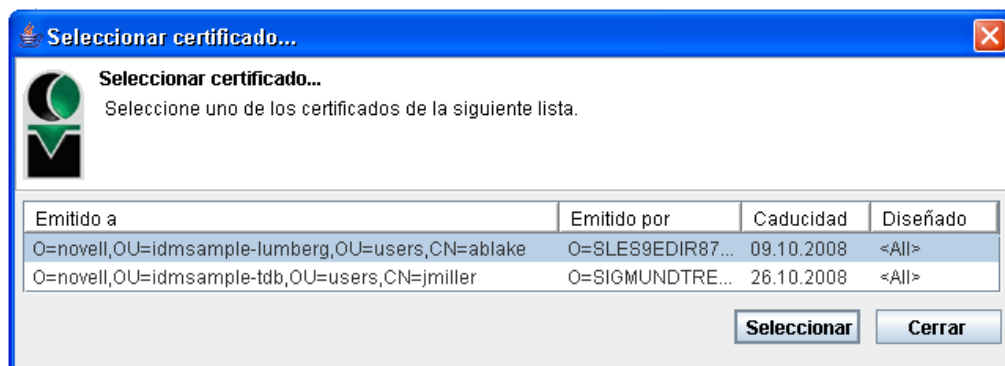 Seleccionar certificado...
Seleccionar certificado...
Seleccione uno de los certificados de la siguiente lista.
Emitido a Emitido por Caducidad Diseñado
O=novell,OU=idmsample-lumberg,OU=users,CN=ablake O=SLES9EDIR87... 09.10.2008 <All>
O=novell,OU=idmsample-tdb,OU=users,CN=jmiller O=SIGMUNDTRE... 26.10.2008 <All>
Seleccionar Cerrar